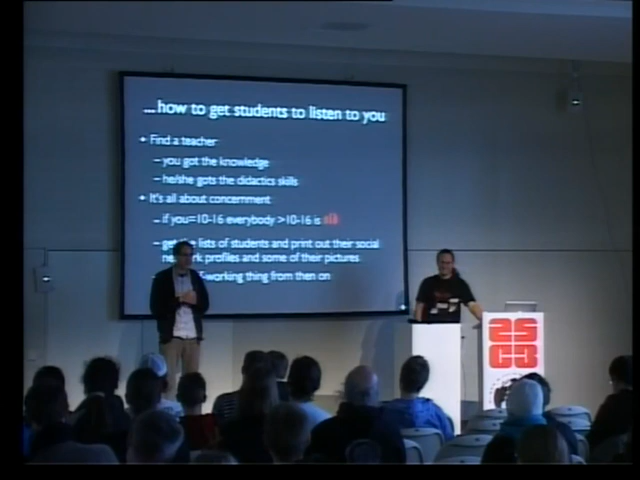 ...how to get students to listen to you
• Find a teacher
– you got the knowledge
– he/she gots the didactics skills
• It's all about concernment
– if you=10-16 everybody >10-16 is
– get lists of students and print out their social
network profiles and some of their pictures
working thing from then on
25
C3